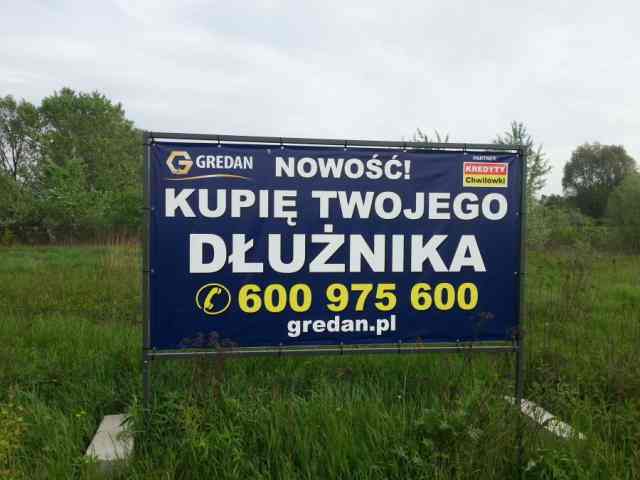 GREDAN
NOWOŚĆ!
PARTNER
KREDYTY
Chwilówki
KUPIĘ TWOJEGO
DŁUŻNIKA
600 975 600
gredan.pl